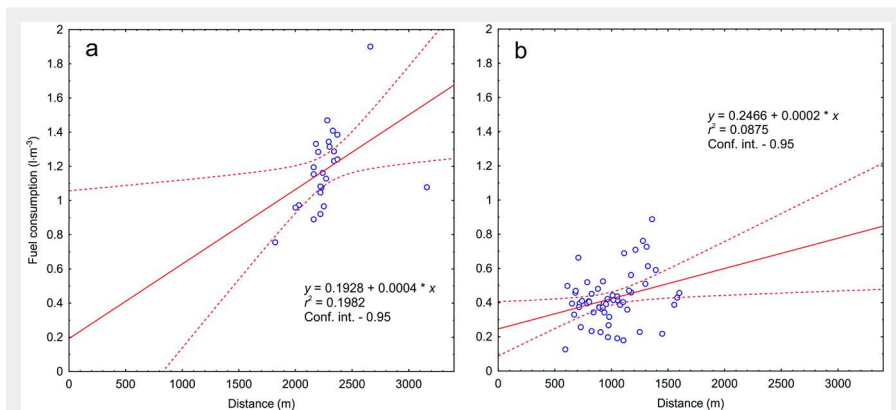 a
2
1.8
1.6
1.4
1.2
1
0.8
0.6
0.4
0.2
0
Fuel consumption (l·m⁻³)
y = 0.1928 + 0.0004 * x
r² = 0.1982
Conf. int. - 0.95
0 500 1000 1500 2000 2500 3000
Distance (m)
b
2
1.8
1.6
1.4
1.2
1
0.8
0.6
0.4
0.2
0
y = 0.2466 + 0.0002 * x
r² = 0.0875
Conf. int. - 0.95
0 500 1000 1500 2000 2500 3000
Distance (m)